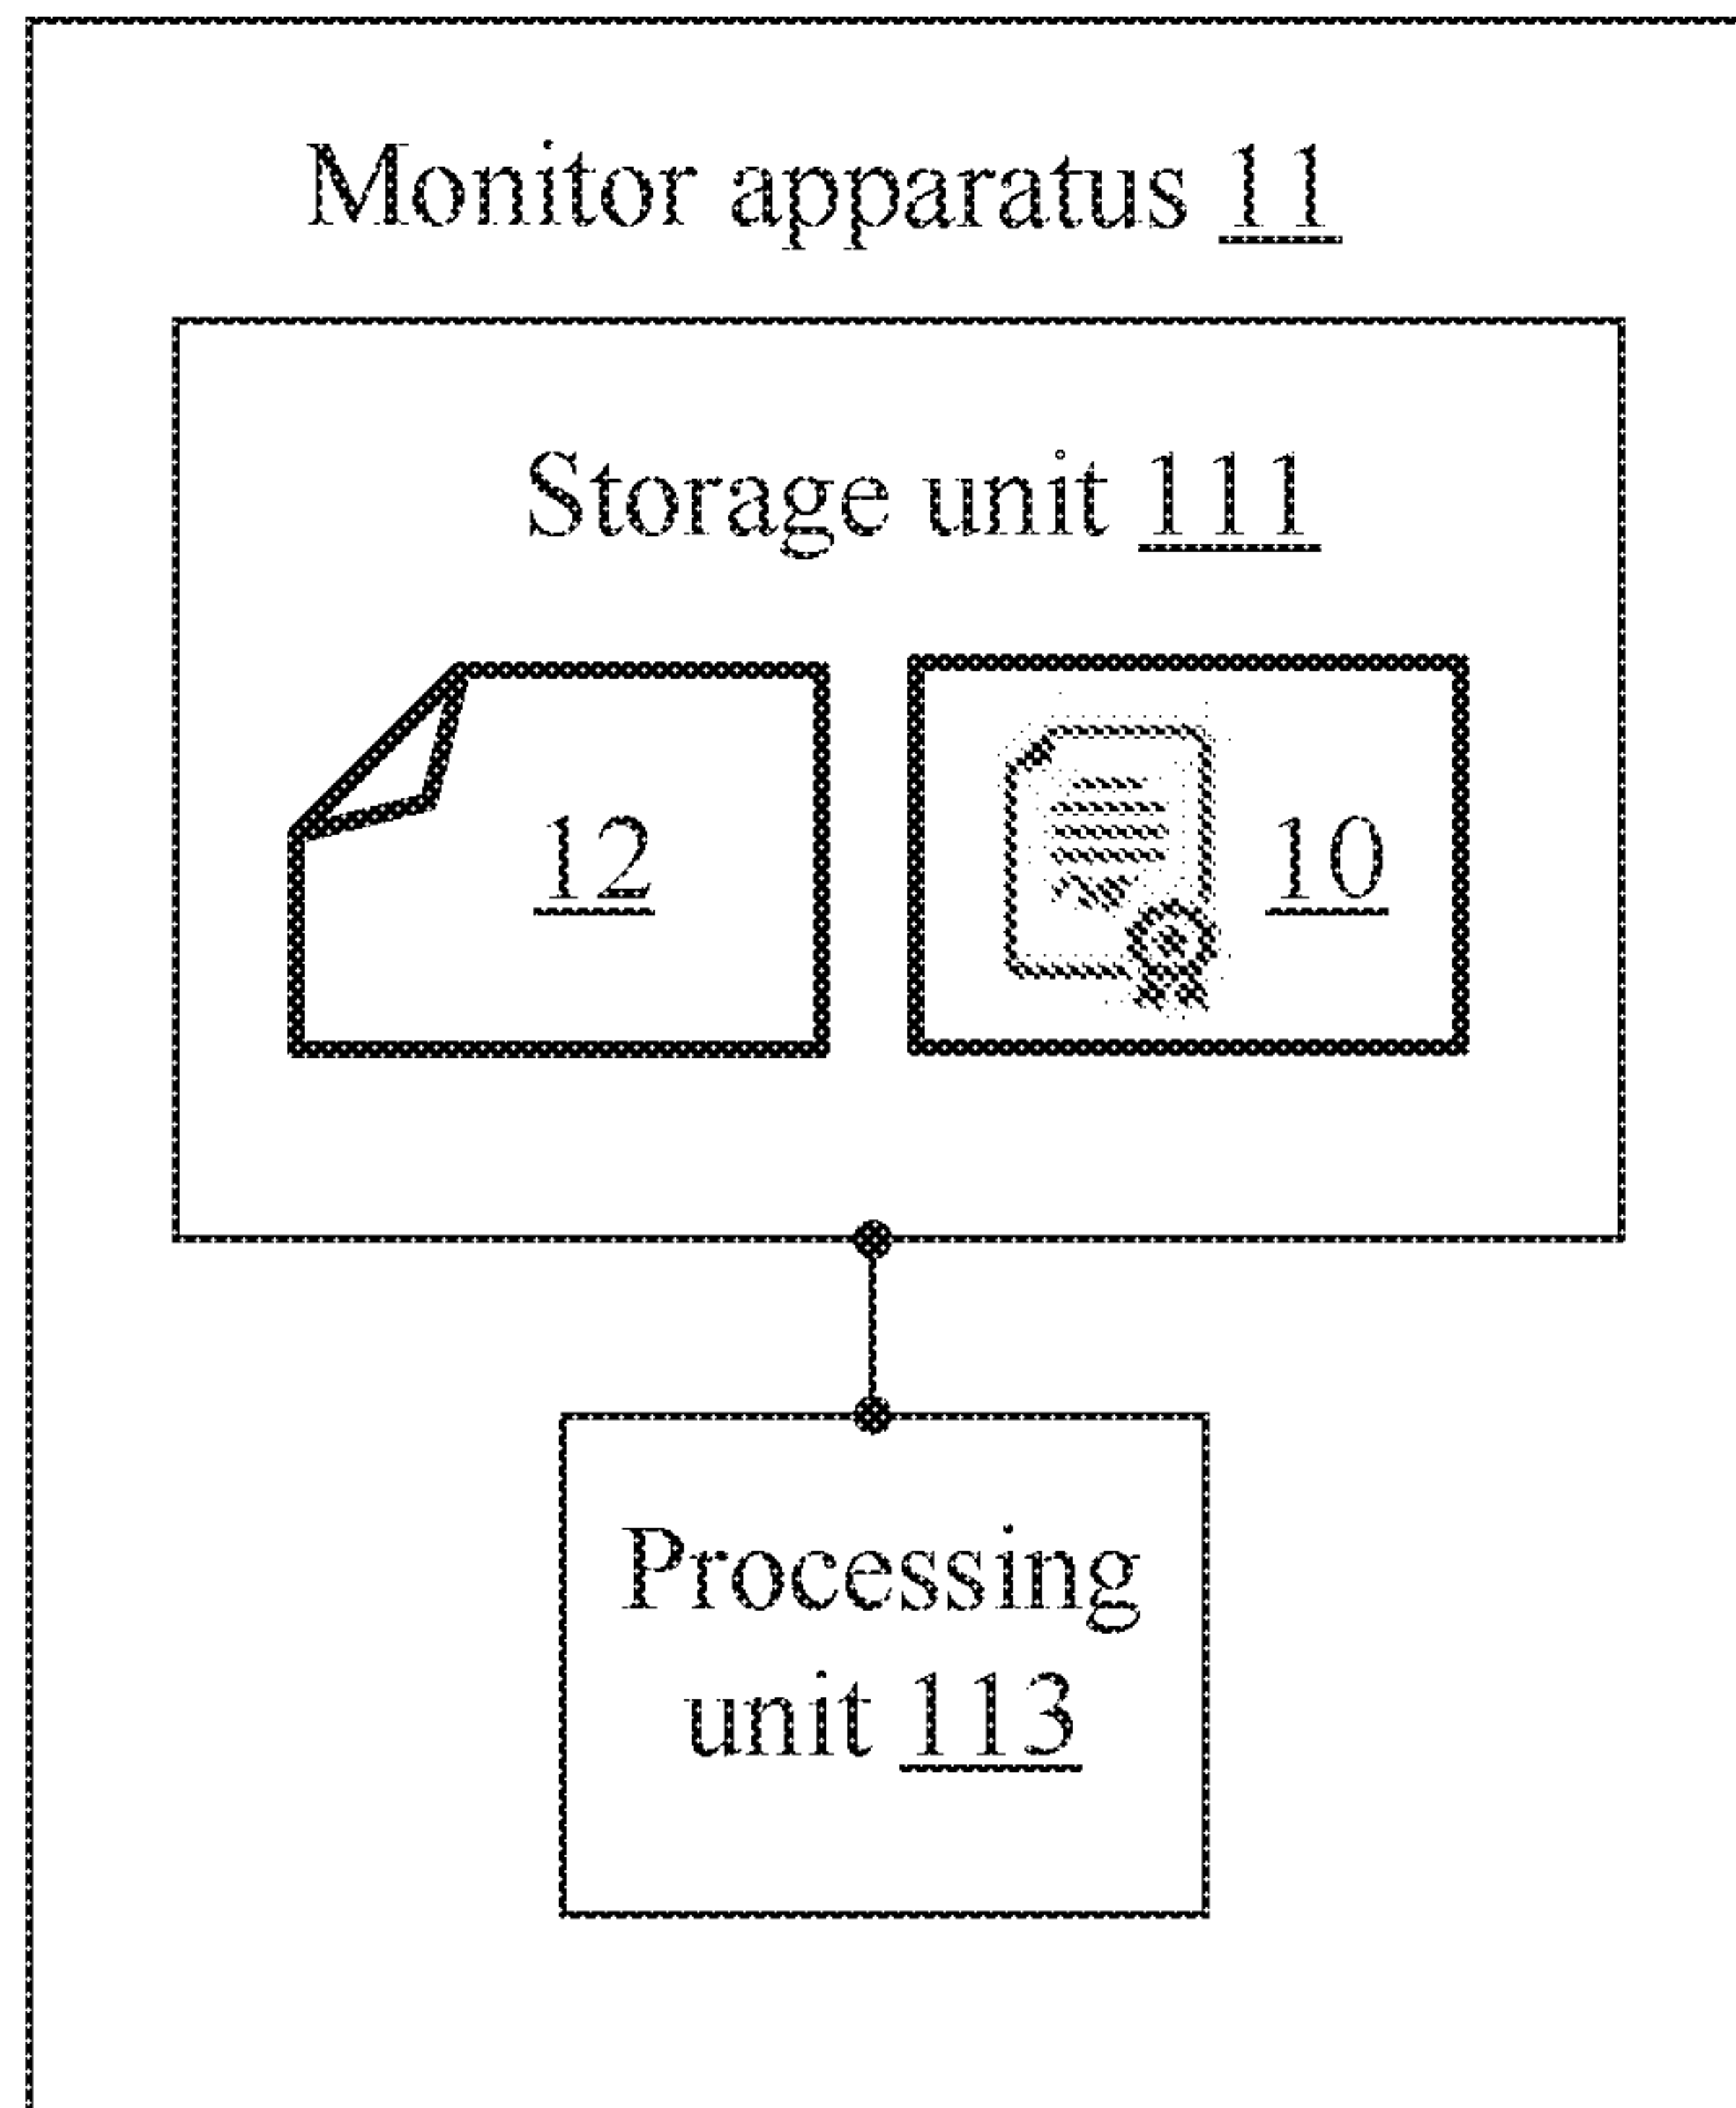 Monitor apparatus 11
Storage unit 111
12
10
Processing
unit 113